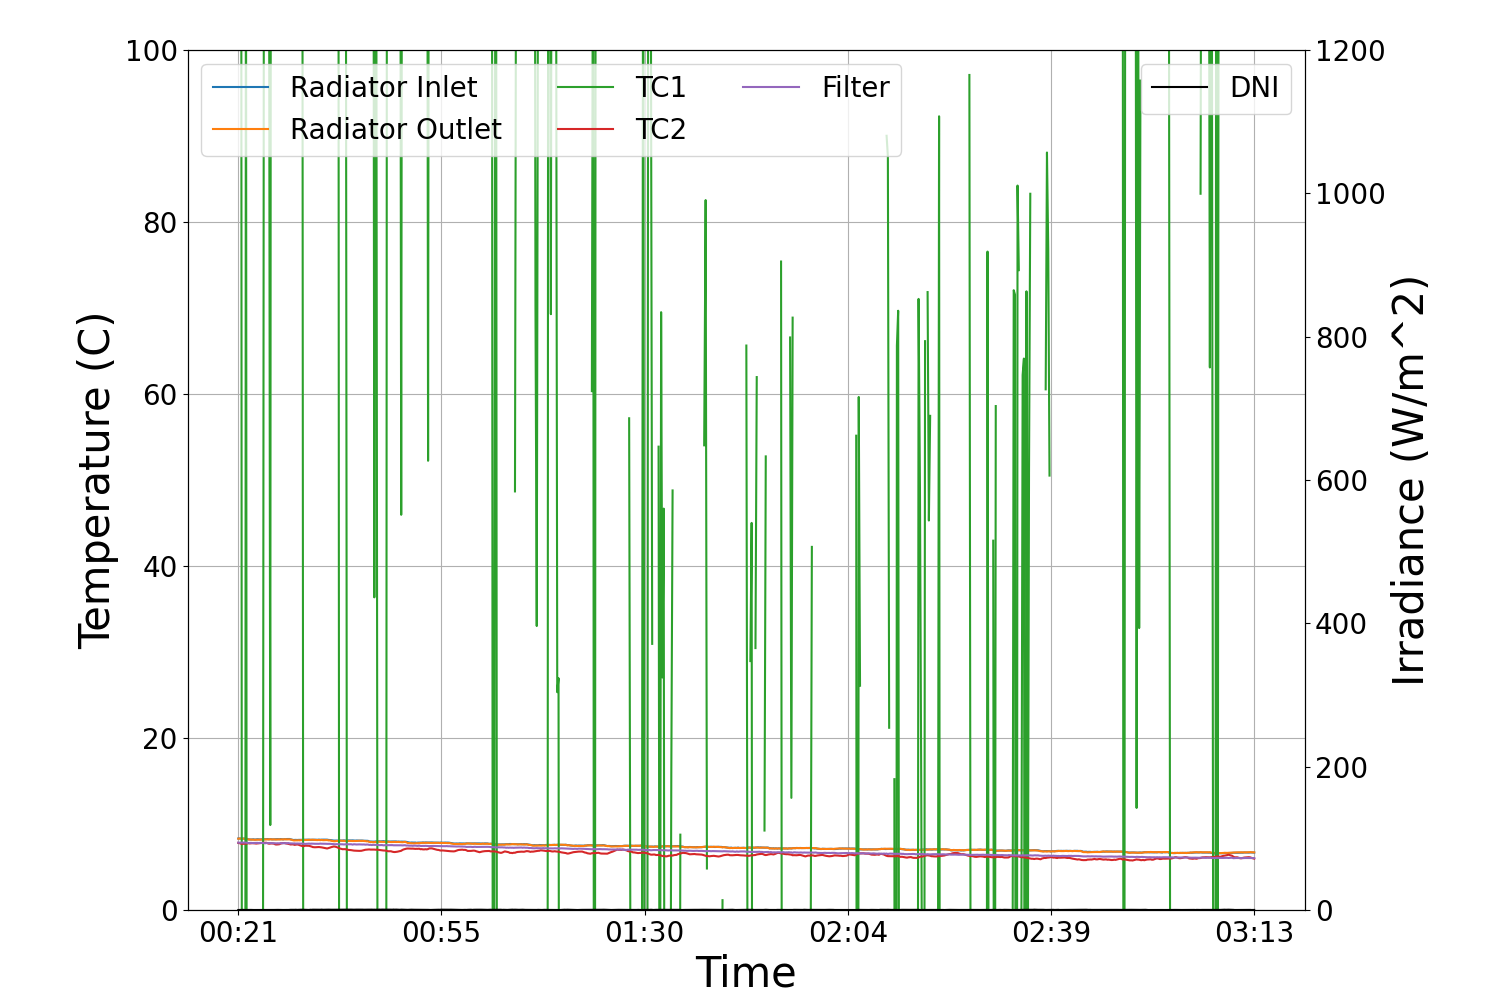 100
80
60
40
20
0
Temperature (C)
Radiator Inlet
Radiator Outlet
TC1
TC2
Filter
DNI
1200
1000
800
600
400
200
0
Irradiance (W/m^2)
00:21 00:55 01:30 02:04 02:39 03:13
Time